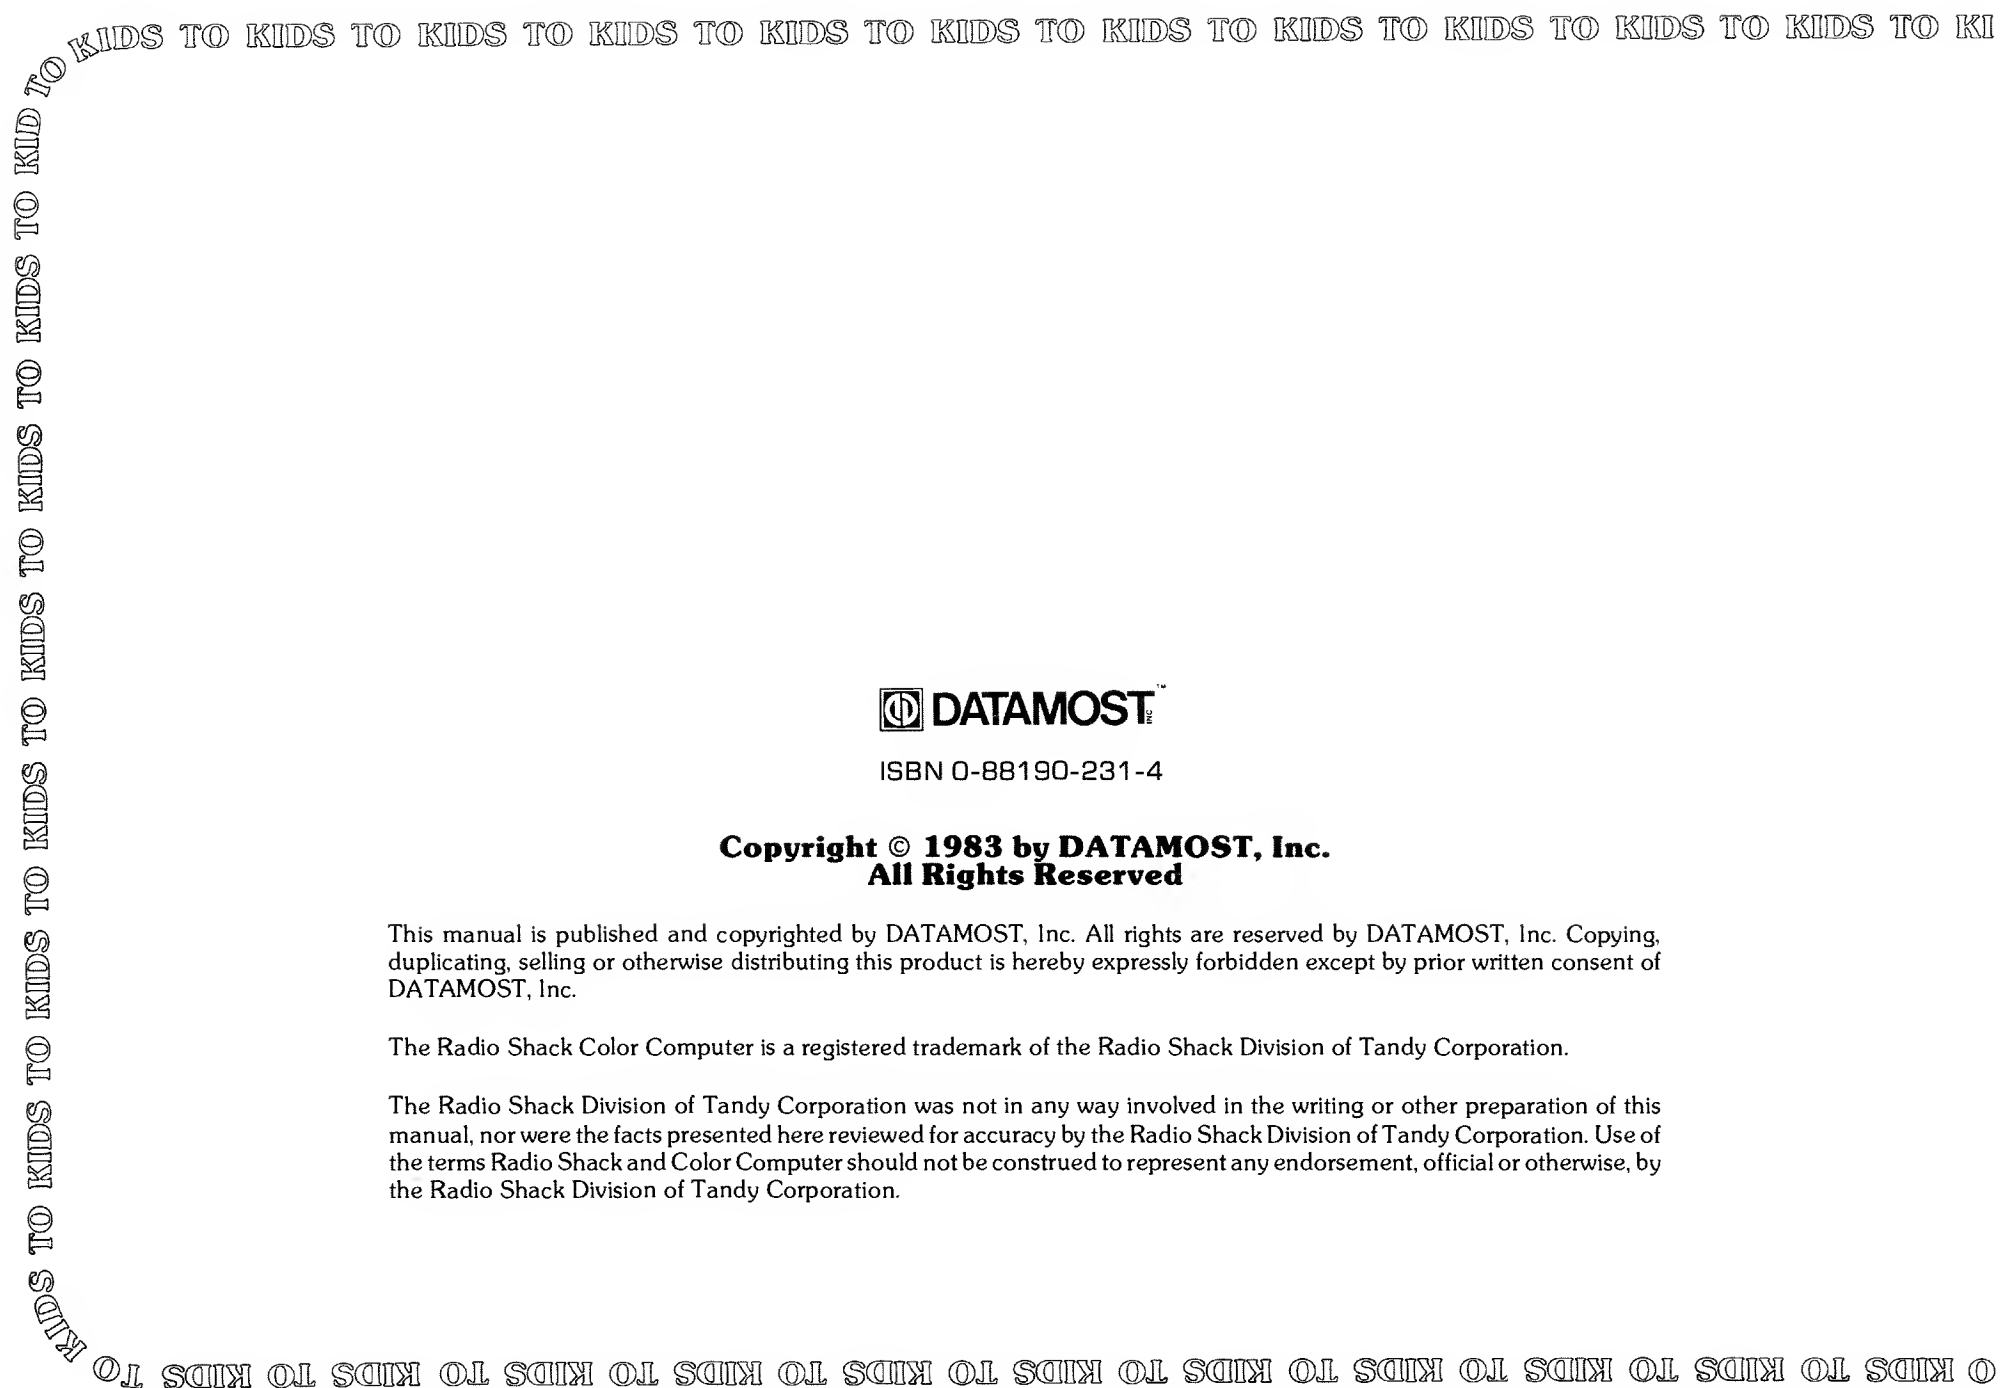 KIDS TO KIDS TO KIDS TO KIDS TO KIDS TO KIDS TO KIDS TO KIDS TO KIDS TO KIDS TO KIDS TO KI
TO KIDS TO KIDS TO KIDS TO KIDS TO KIDS TO KIDS TO KIDS TO KID TO
DATAMOST INC ™
ISBN 0-88190-231-4
Copyright © 1983 by DATAMOST, Inc.
All Rights Reserved
This manual is published and copyrighted by DATAMOST, Inc. All rights are reserved by DATAMOST, Inc. Copying,
duplicating, selling or otherwise distributing this product is hereby expressly forbidden except by prior written consent of
DATAMOST, Inc.
The Radio Shack Color Computer is a registered trademark of the Radio Shack Division of Tandy Corporation.
The Radio Shack Division of Tandy Corporation was not in any way involved in the writing or other preparation of this
manual, nor were the facts presented here reviewed for accuracy by the Radio Shack Division of Tandy Corporation. Use of
the terms Radio Shack and Color Computer should not be construed to represent any endorsement, official or otherwise, by
the Radio Shack Division of Tandy Corporation.
O KIDS TO KIDS TO KIDS TO KIDS TO KIDS TO KIDS TO KIDS TO KIDS TO KIDS TO KIDS TO KIDS TO KIDS